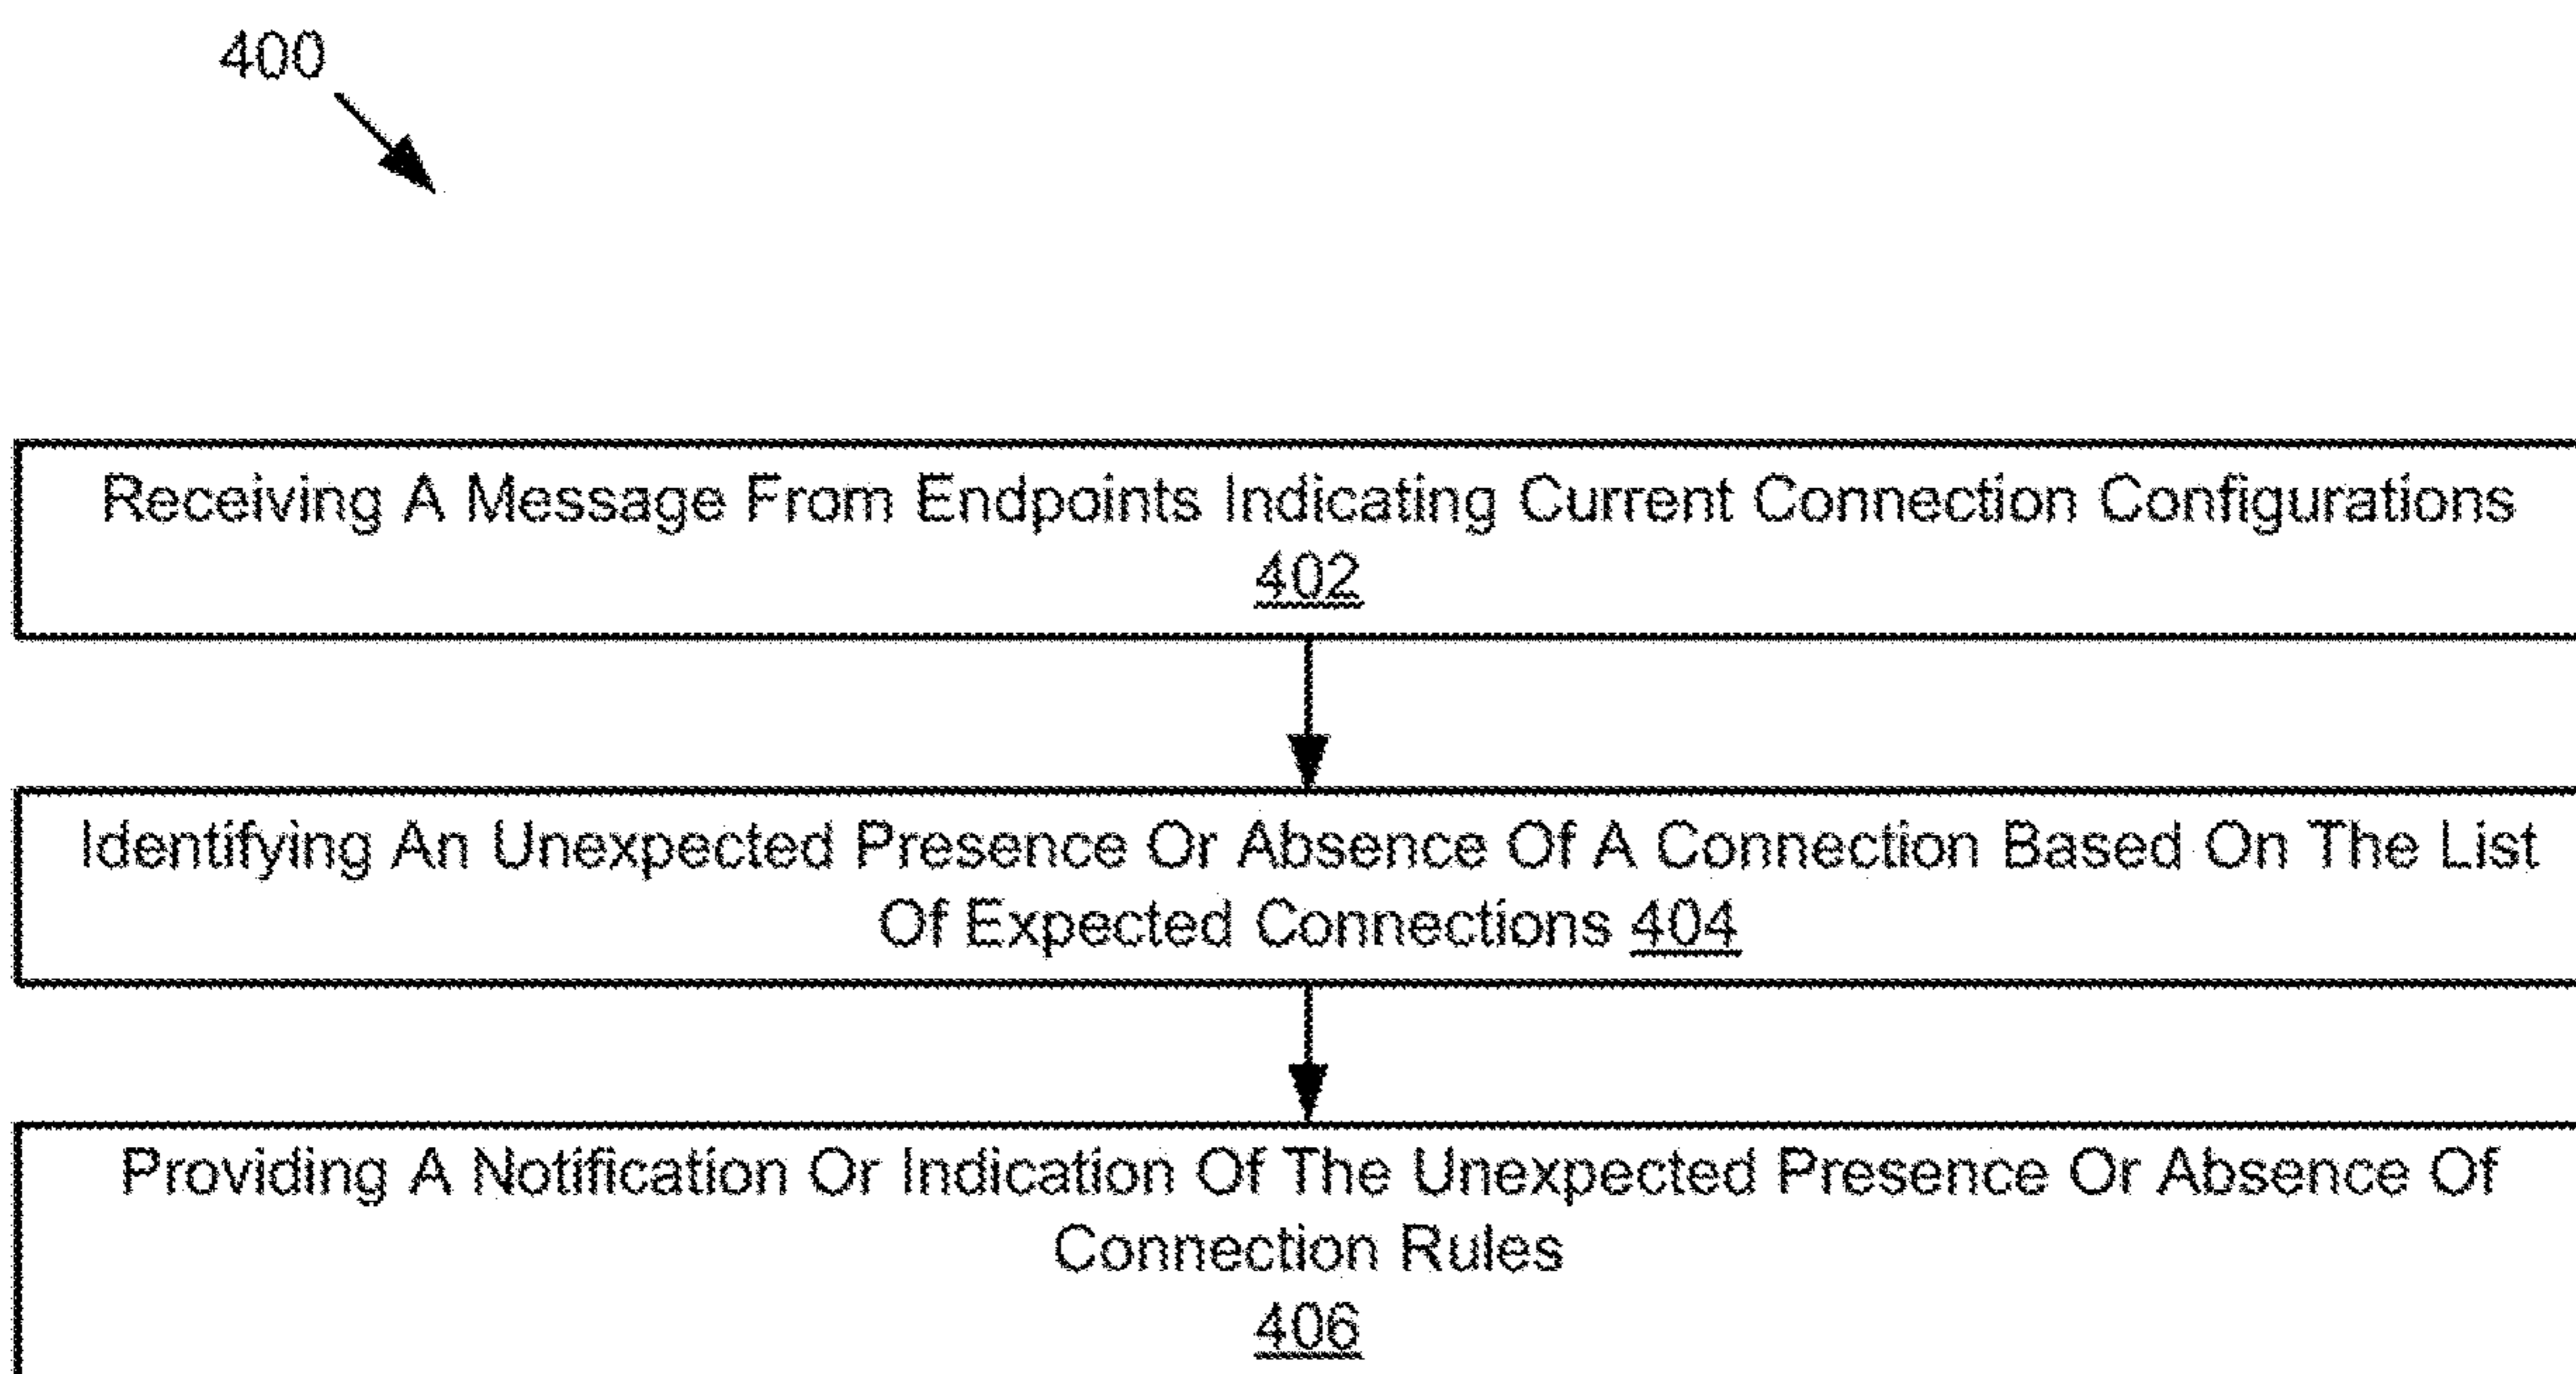 400
Receiving A Message From Endpoints Indicating Current Connection Configurations
402
Identifying An Unexpected Presence Or Absence Of A Connection Based On The List
Of Expected Connections 404
Providing A Notification Or Indication Of The Unexpected Presence Or Absence Of
Connection Rules
406